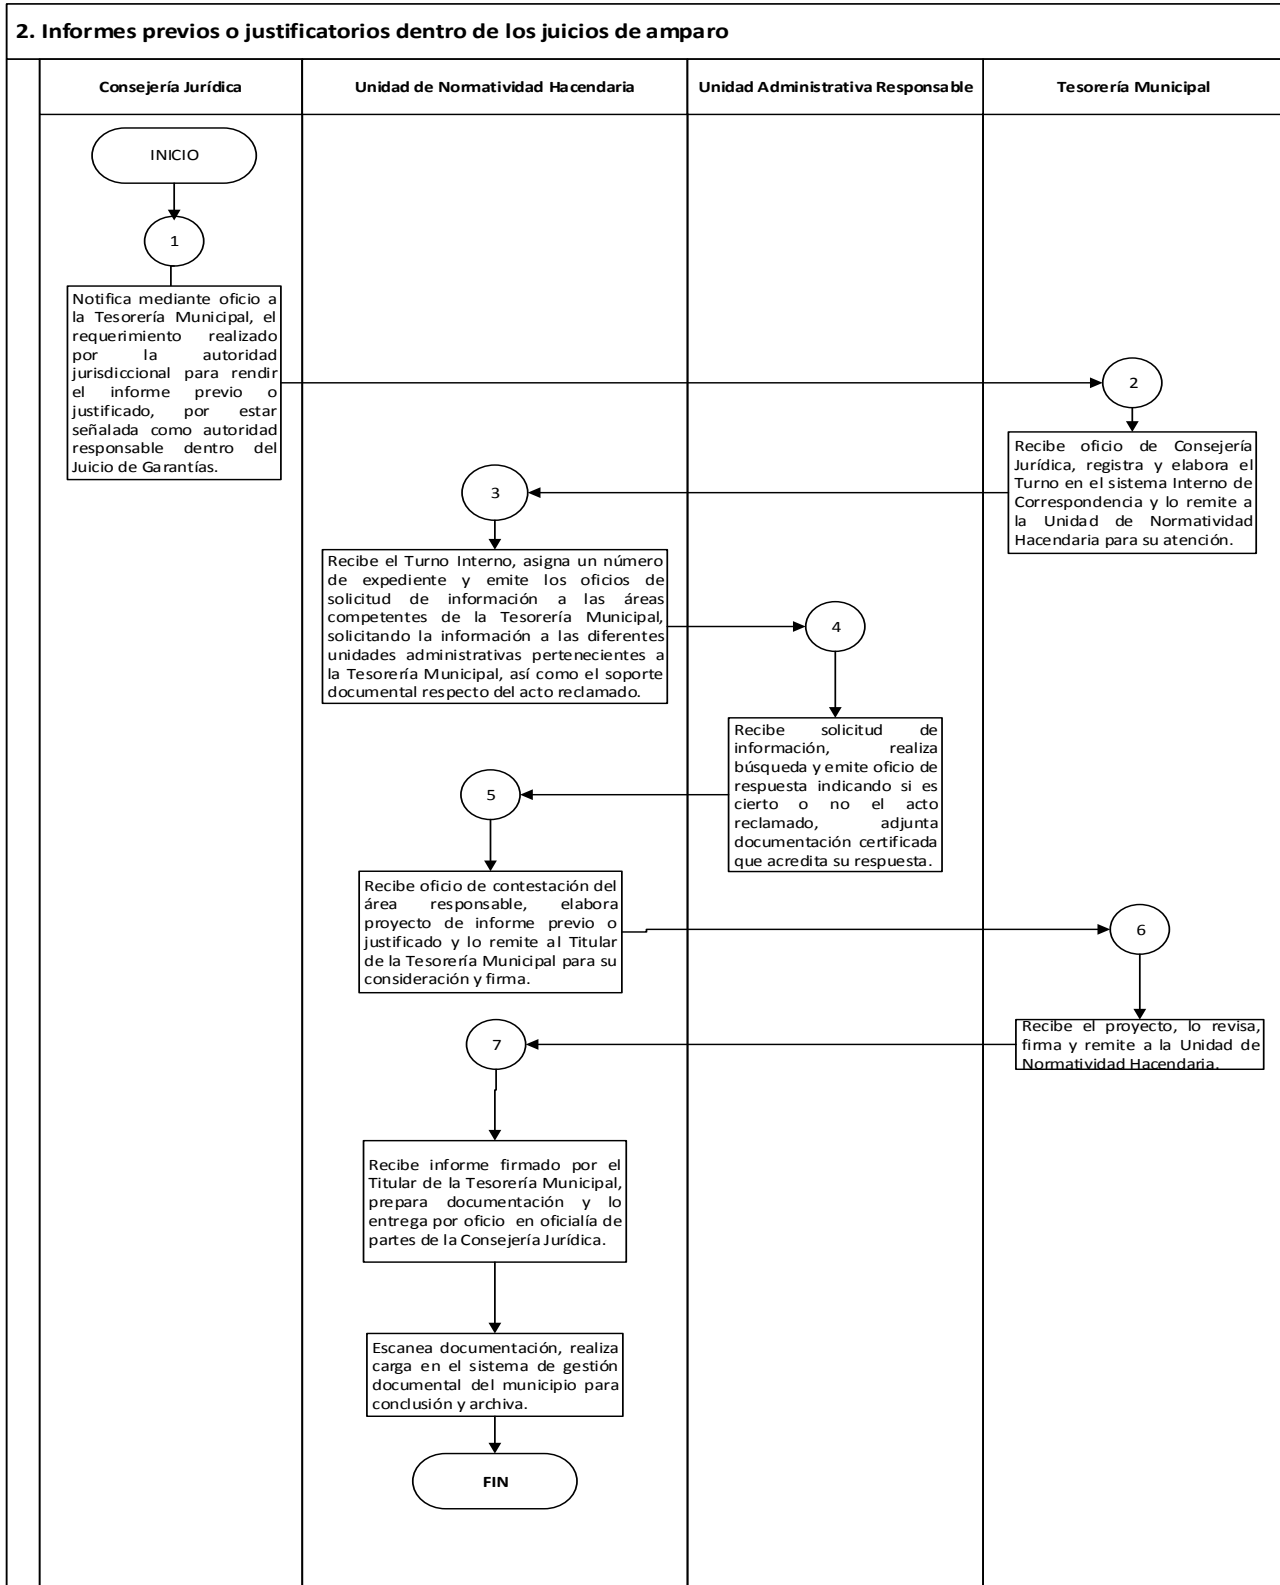 2. Informes previos o justificatorios dentro de los juicios de amparo
Consejería Jurídica
Unidad de Normatividad Hacendaria
Unidad Administrativa Responsable
Tesorería Municipal
INICIO
1
Notifica mediante oficio a
la Tesorería Municipal, el
requerimiento realizado
por la autoridad
jurisdiccional para rendir
el informe previo o
justificado, por estar
señalada como autoridad
responsable dentro del
Juicio de Garantías.
2
Recibe oficio de Consejería
Jurídica, registra y elabora el
Turno en el sistema Interno de
Correspondencia y lo remite a
la Unidad de Normatividad
Hacendaria para su atención.
3
Recibe el Turno Interno, asigna un número
de expediente y emite los oficios de
solicitud de información a las áreas
competentes de la Tesorería Municipal,
solicitando la información a las diferentes
unidades administrativas pertenecientes a
la Tesorería Municipal, así como el soporte
documental respecto del acto reclamado.
4
Recibe solicitud de
información, realiza
búsqueda y emite oficio de
respuesta indicando si es
cierto o no el acto
reclamado, adjunta
documentación certificada
que acredita su respuesta.
5
Recibe oficio de contestación del
área responsable, elabora
proyecto de informe previo o
justificado y lo remite al Titular
de la Tesorería Municipal para su
consideración y firma.
6
Recibe el proyecto, lo revisa,
firma y remite a la Unidad de
Normatividad Hacendaria.
7
Recibe informe firmado por el
Titular de la Tesorería Municipal,
prepara documentación y lo
entrega por oficio en oficialía de
partes de la Consejería Jurídica.
Escanea documentación, realiza
carga en el sistema de gestión
documental del municipio para
conclusión y archiva.
FIN